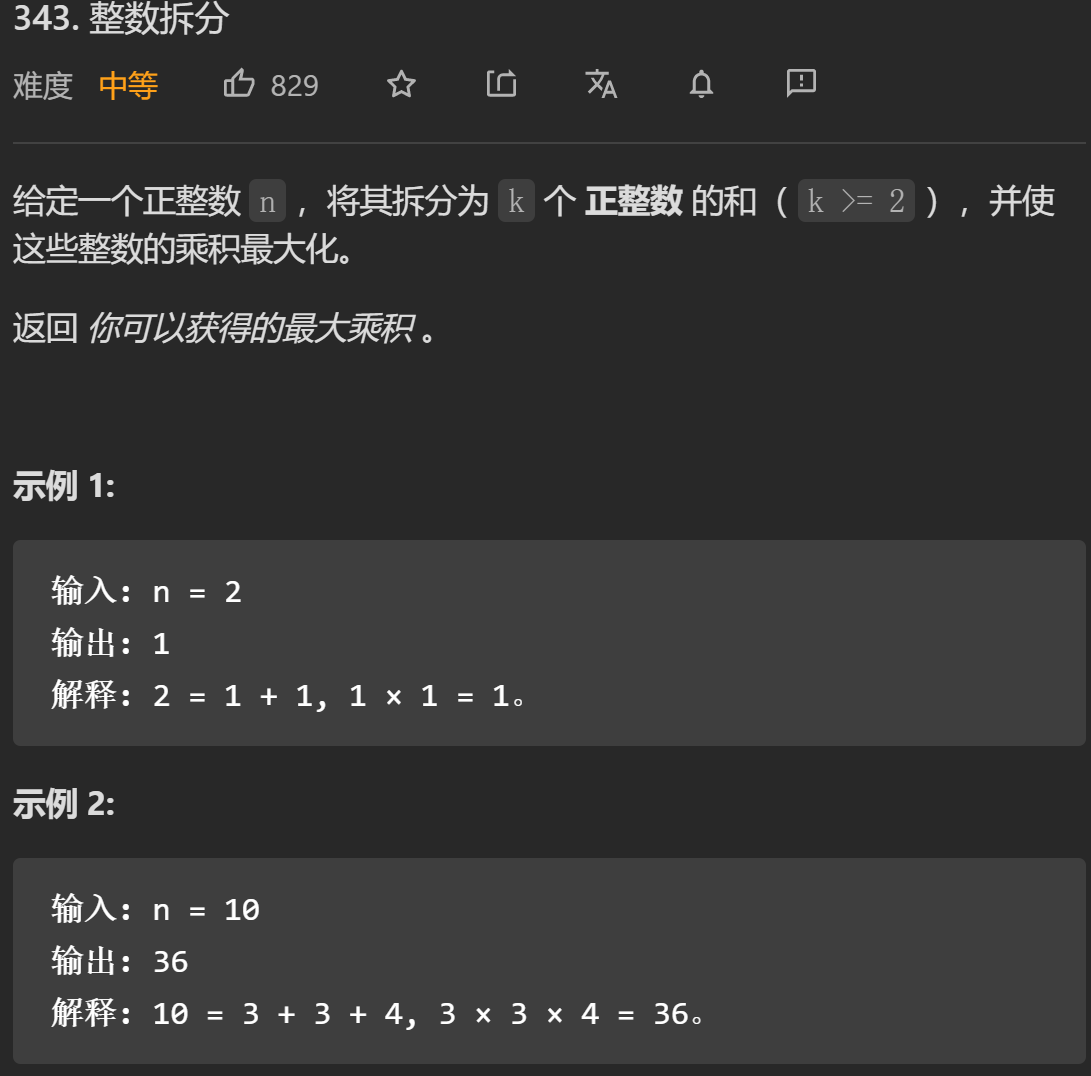 343. 整数拆分
难度 中等 829
给定一个正整数 n ，将其拆分为 k 个 正整数 的和（ k >= 2 ），并使
这些整数的乘积最大化。
返回 你可以获得的最大乘积 。
示例 1:
输入: n = 2
输出: 1
解释: 2 = 1 + 1, 1 × 1 = 1。
示例 2:
输入: n = 10
输出: 36
解释: 10 = 3 + 3 + 4, 3 × 3 × 4 = 36。